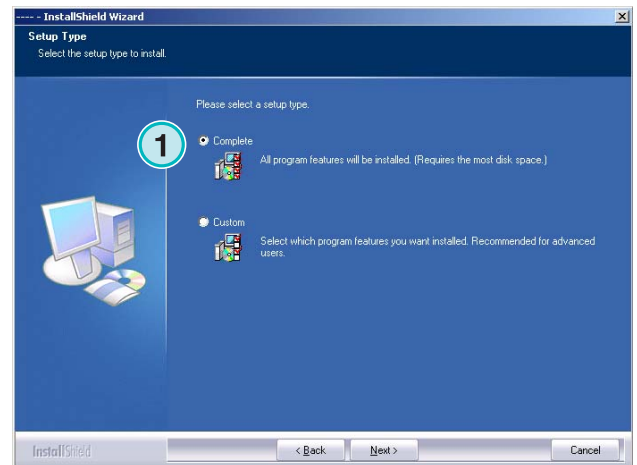 ---- - InstallShield Wizard
Setup Type
Select the setup type to install.
Please select a setup type.
1
Complete
All program features will be installed. (Requires the most disk space.)
Custom
Select which program features you want installed. Recommended for advanced
users.
InstallShield
< Back
Next >
Cancel